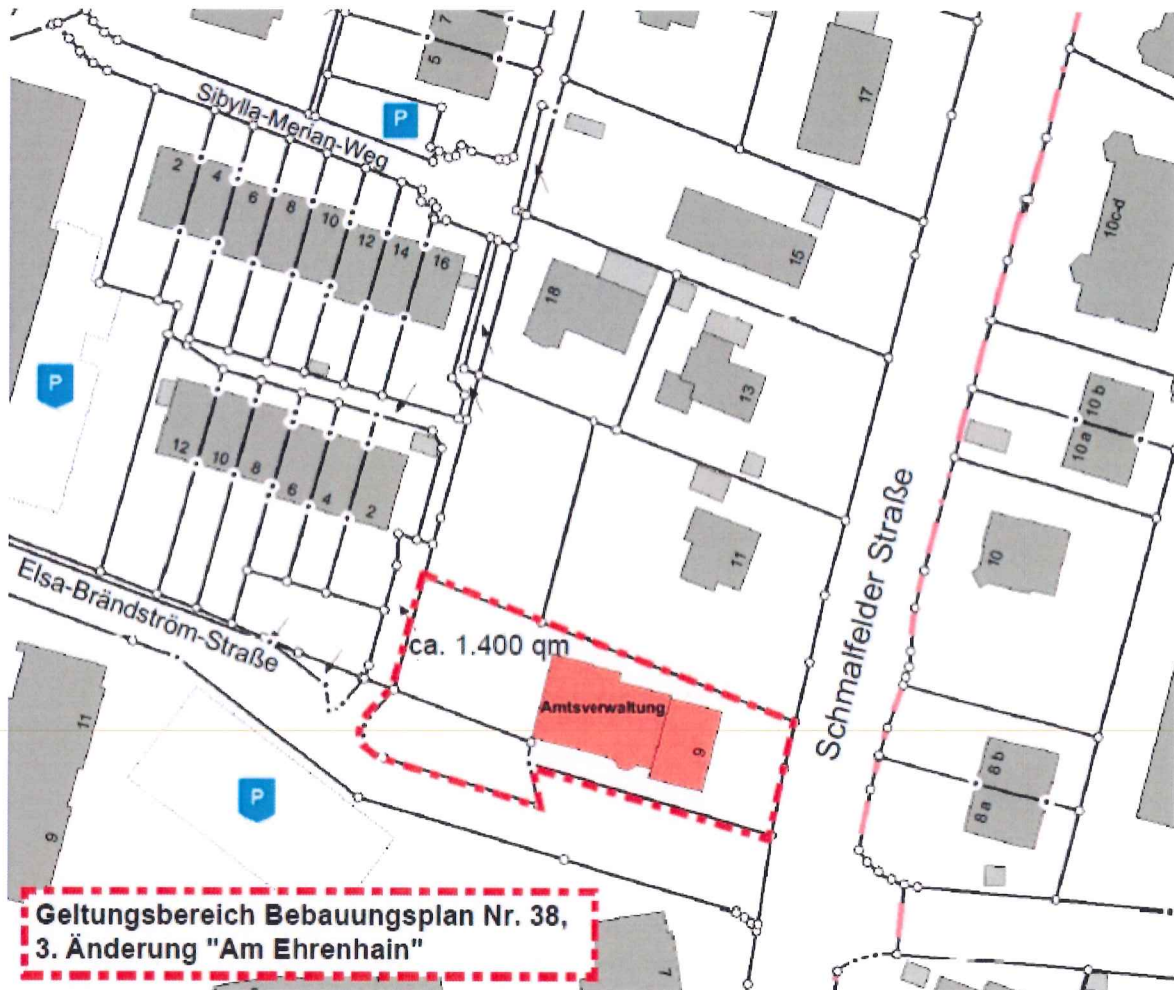 7
5
P
17
Sibylla-Merian-Weg
2
4
6
8
10
12
14
16
15
10c-d
18
13
P
10 b
10 a
12
10
8
6
4
2
11
10
Schmalfelder Straße
Elsa-Brändström-Straße
ca. 1.400 qm
Amtsverwaltung
9
11
8 b
8 a
P
9
Geltungsbereich Bebauungsplan Nr. 38,
3. Änderung "Am Ehrenhain"
7